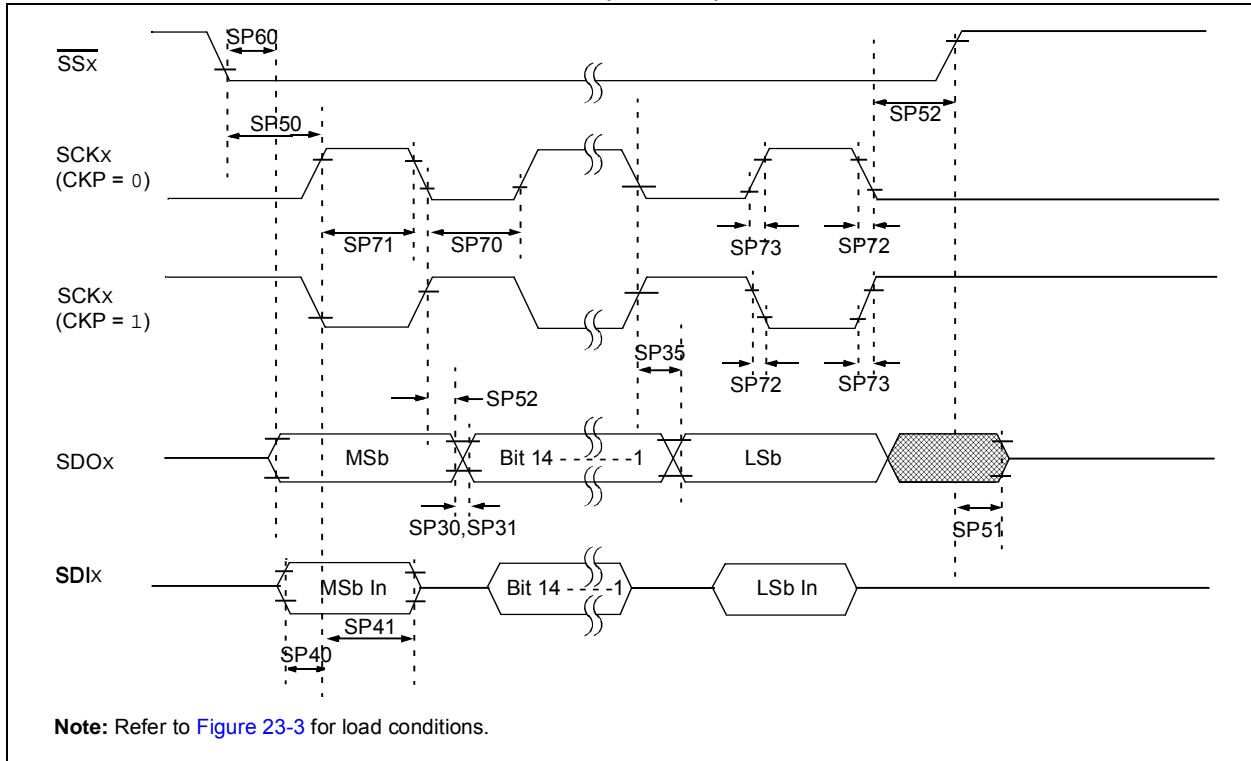 SP60
SSx
SP50
SP52
SCKx
(CKP = 0)
SP71
SP70
SP73
SP72
SCKx
(CKP = 1)
SP35
SP72
SP73
SP52
SDOx
MSb
Bit 14 - - - - - -1
LSb
SP30,SP31
SP51
SDIx
MSb In
Bit 14 - - - -1
LSb In
SP41
SP40
Note: Refer to Figure 23-3 for load conditions.